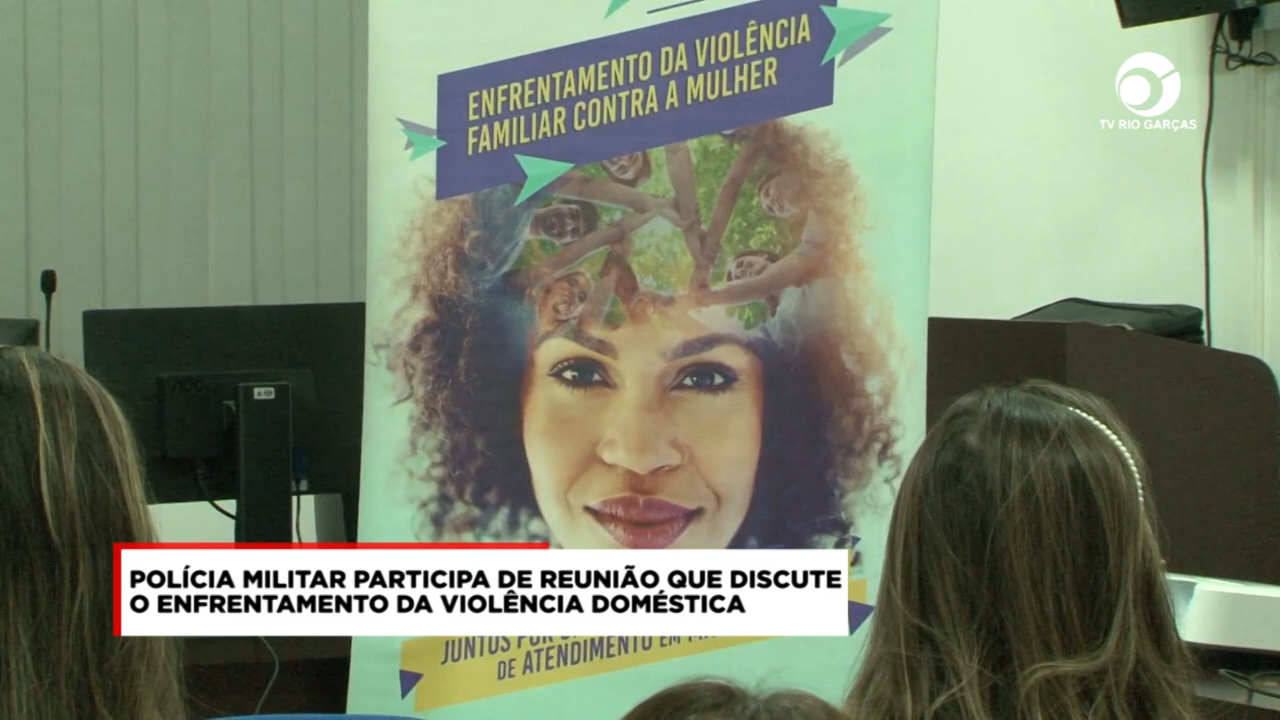 ENFRENTAMENTO DA VIOLÊNCIA
FAMILIAR CONTRA A MULHER
TV RIO GARÇAS
AOC
POLÍCIA MILITAR PARTICIPA DE REUNIÃO QUE DISCUTE
O ENFRENTAMENTO DA VIOLÊNCIA DOMÉSTICA
JUNTOS POR
DE ATENDIMENTO EM